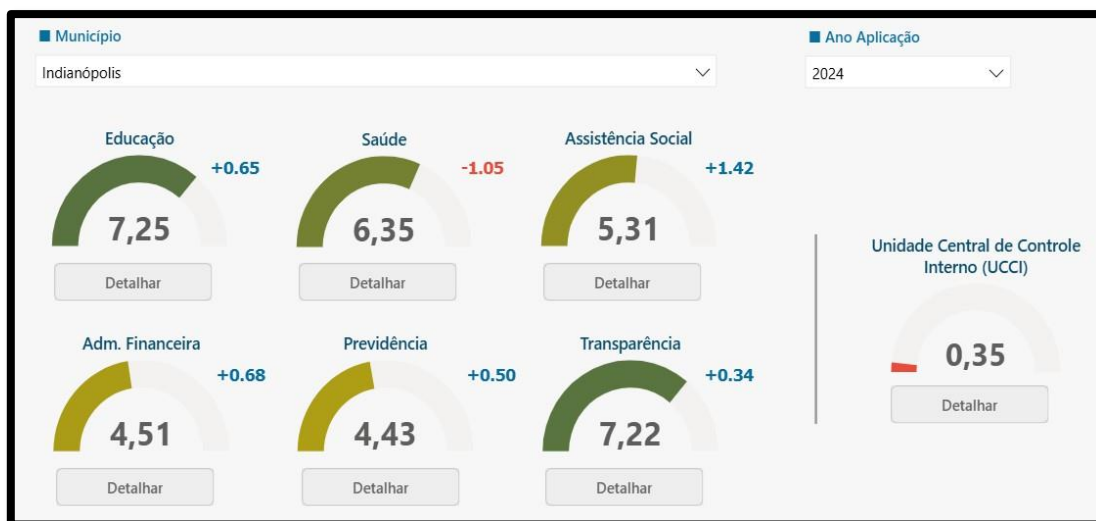 Município
Indianópolis
Ano Aplicação
2024
Educação
+0.65
7,25
Detalhar
Saúde
-1.05
6,35
Detalhar
Assistência Social
+1.42
5,31
Detalhar
Adm. Financeira
+0.68
4,51
Detalhar
Previdência
+0.50
4,43
Detalhar
Transparência
+0.34
7,22
Detalhar
Unidade Central de Controle
Interno (UCCI)
0,35
Detalhar